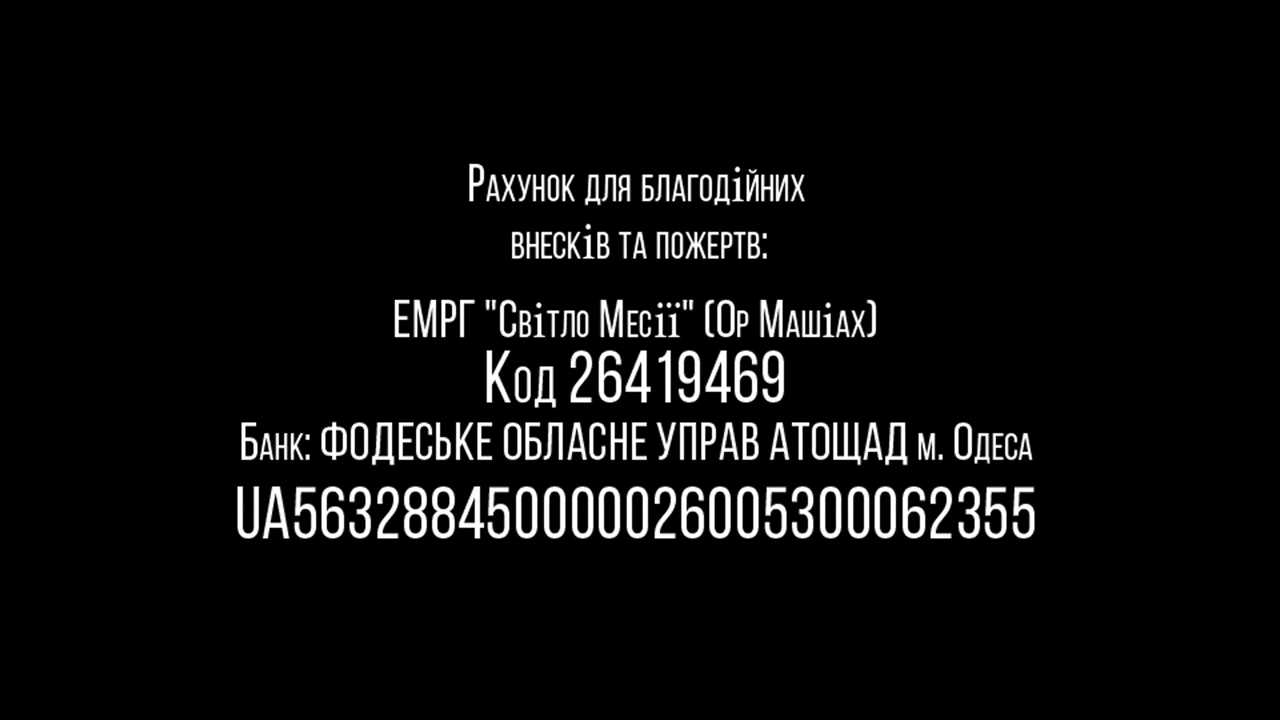 Рахунок для благодійних
внесків та пожертв:
ЕМРГ "Світло Месії" (Ор Машіах)
Код 26419469
Банк: ФОДЕСЬКЕ ОБЛАСНЕ УПРАВ АТОЩАД м. Одеса
UA563288450000026005300062355